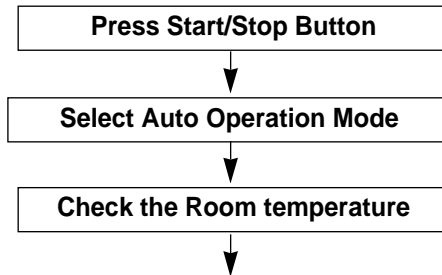 Press Start/Stop Button
Select Auto Operation Mode
Check the Room temperature